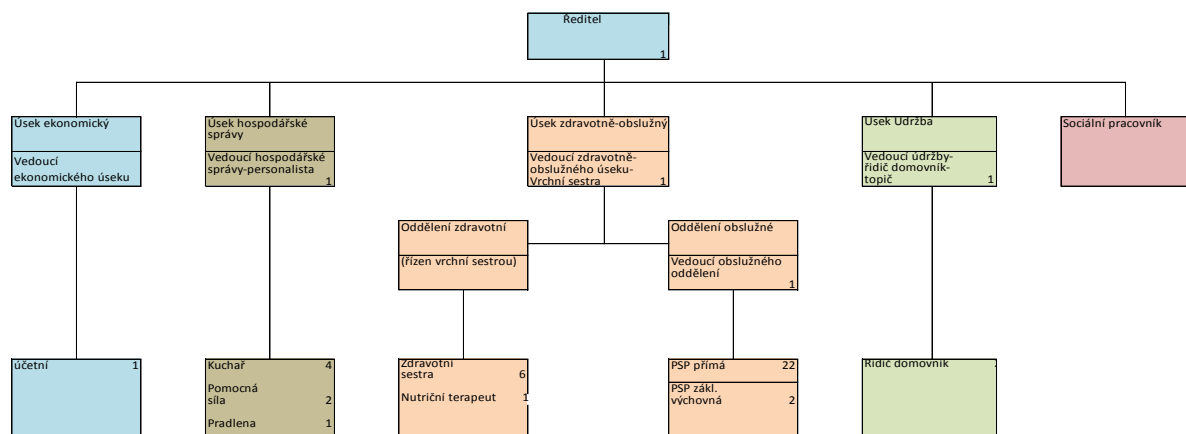 Ředitel
1
Úsek ekonomický
Vedoucí
ekonomického úseku
Úsek hospodářské
správy
Vedoucí hospodářské
správy-personalista
1
Úsek zdravotně-obslužný
Vedoucí zdravotně-
obslužného úseku-
Vrchní sestra 1
Úsek Údržba
Vedoucí údržby-
řidič domovník-
topič 1
Sociální pracovník
Oddělení zdravotní
(řízen vrchní sestrou)
Oddělení obslužné
Vedoucí obslužného
oddělení
1
účetní 1
Kuchař 4
Pomocná
síla 2
Pradlena 1
Zdravotní
sestra 6
Nutriční terapeut 1
PSP přímá 22
PSP zákl.
výchovná 2
Řidič domovník